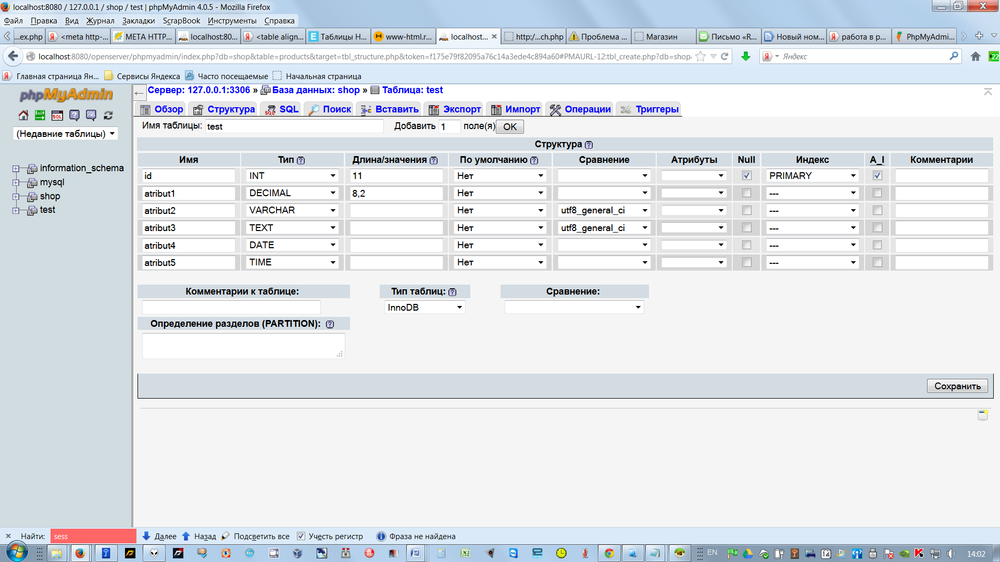 localhost:8080 / 127.0.0.1 / shop / test | phpMyAdmin 4.0.5 - Mozilla Firefox
Файл Правка Вид Журнал Закладки ScrapBook Инструменты Справка
...ex.php <meta http-... META HTTP... localhost:80... <table align... Таблицы H... www-html.r... localhost... http:/...ch.php Проблема ... Магазин Письмо «R... Новый ном... работа в р... PhpMyAdmi...
localhost:8080/openserver/phpmyadmin/index.php?db=shop&table=products&target=tbl_structure.php&token=f175e79f82095a76c14a3ede4c894a60#PMAURL-12:tbl_create.php?db=shop& Яндекс 22
Главная страница Ян... Сервисы Яндекса Часто посещаемые Начальная страница
phpMyAdmin
(Недавние таблицы)
information_schema
mysql
shop
test
Сервер: 127.0.0.1:3306 » База данных: shop » Таблица: test
Обзор Структура SQL Поиск Вставить Экспорт Импорт Операции Триггеры
Имя таблицы: test Добавить 1 поле(я) OK
Структура
Имя Тип Длина/значения По умолчанию Сравнение Атрибуты Null Индекс A_I Комментарии
id INT 11 Нет PRIMARY
atribut1 DECIMAL 8,2 Нет ---
atribut2 VARCHAR Нет utf8_general_ci ---
atribut3 TEXT Нет utf8_general_ci ---
atribut4 DATE Нет ---
atribut5 TIME Нет ---
Комментарии к таблице: Тип таблиц: Сравнение:
InnoDB
Определение разделов (PARTITION):
Сохранить
Найти: sess Далее Назад Подсветить все Учесть регистр Фраза не найдена
EN 14:02